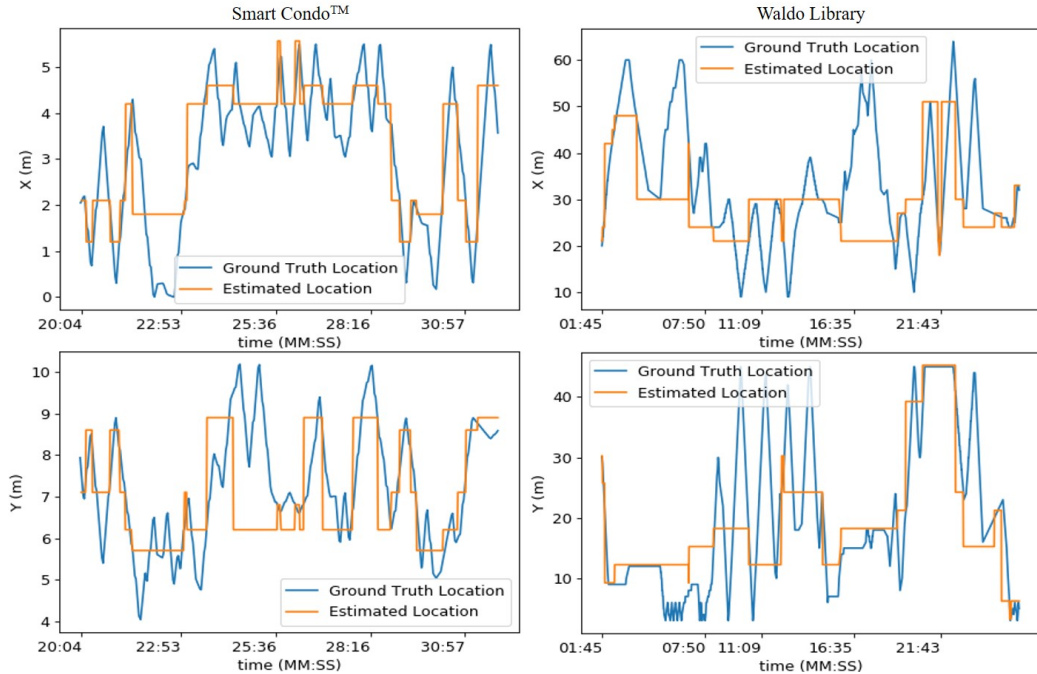 Smart Condo™
Waldo Library
5
4
3
2
1
0
X (m)
Ground Truth Location
Estimated Location
20:04 22:53 25:36 28:16 30:57
time (MM:SS)
60
50
40
30
20
10
X (m)
Ground Truth Location
Estimated Location
01:45 07:50 11:09 16:35 21:43
time (MM:SS)
10
9
8
7
6
5
4
Y (m)
Ground Truth Location
Estimated Location
20:04 22:53 25:36 28:16 30:57
time (MM:SS)
40
30
20
10
Y (m)
Ground Truth Location
Estimated Location
01:45 07:50 11:09 16:35 21:43
time (MM:SS)